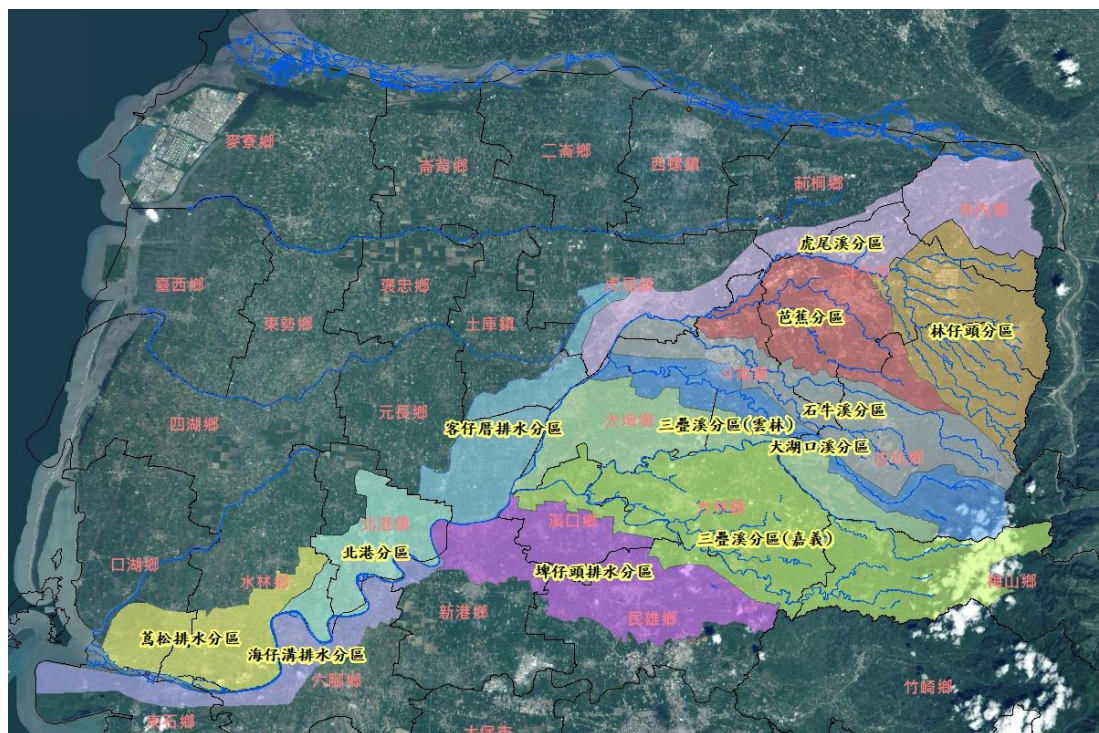 麥寮鄉
崙背鄉
二崙鄉
西螺鎮
莿桐鄉
林內鄉
虎尾溪分區
臺西鄉
褒忠鄉
虎尾鎮
東勢鄉
土庫鎮
芭蕉分區
林仔頭分區
斗南鎮
元長鄉
四湖鄉
大埤鄉
石牛溪分區
客仔厝排水分區
三疊溪分區(雲林)
大湖口溪分區
古坑鄉
大林鎮
北港鎮
溪口鄉
三疊溪分區(嘉義)
北港分區
口湖鄉
水林鄉
埤仔頭排水分區
梅山鄉
新港鄉
民雄鄉
蔦松排水分區
海仔溝排水分區
六腳鄉
竹崎鄉
東石鄉
太保市